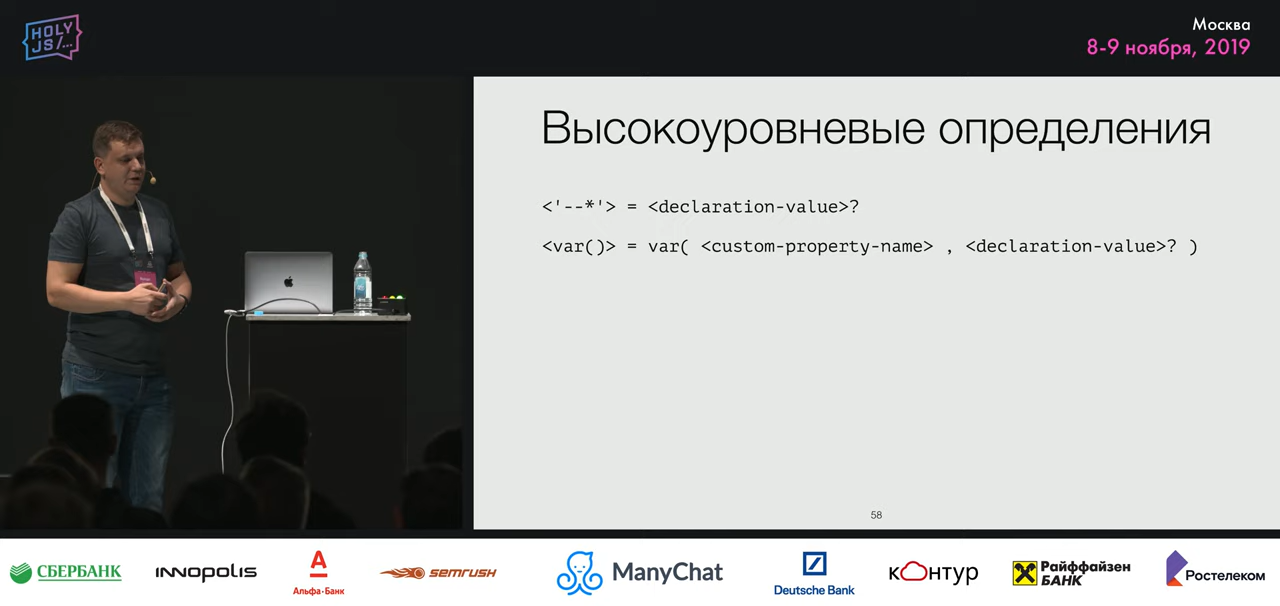 HOLY
JS/...
Москва
8-9 ноября, 2019
Высокоуровневые определения
<'--*'> = <declaration-value>?
<var()> = var( <custom-property-name> , <declaration-value>? )
58
СБЕРБАНК
INNOPOLIS
А
Альфа·Банк
semrush
ManyChat
Deutsche Bank
кОнтур
Райффайзен
БАНК
Ростелеком